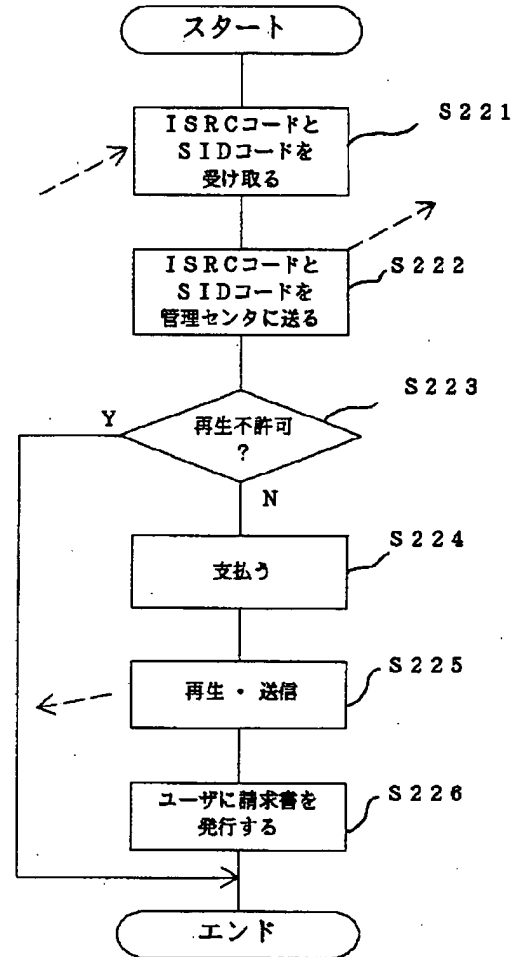 スタート
ISRCコードと
SIDコードを
受け取る
S221
ISRCコードと
SIDコードを
管理センタに送る
S222
再生不許可
?
S223
Y
N
支払う
S224
再生・送信
S225
ユーザに請求書を
発行する
S226
エンド